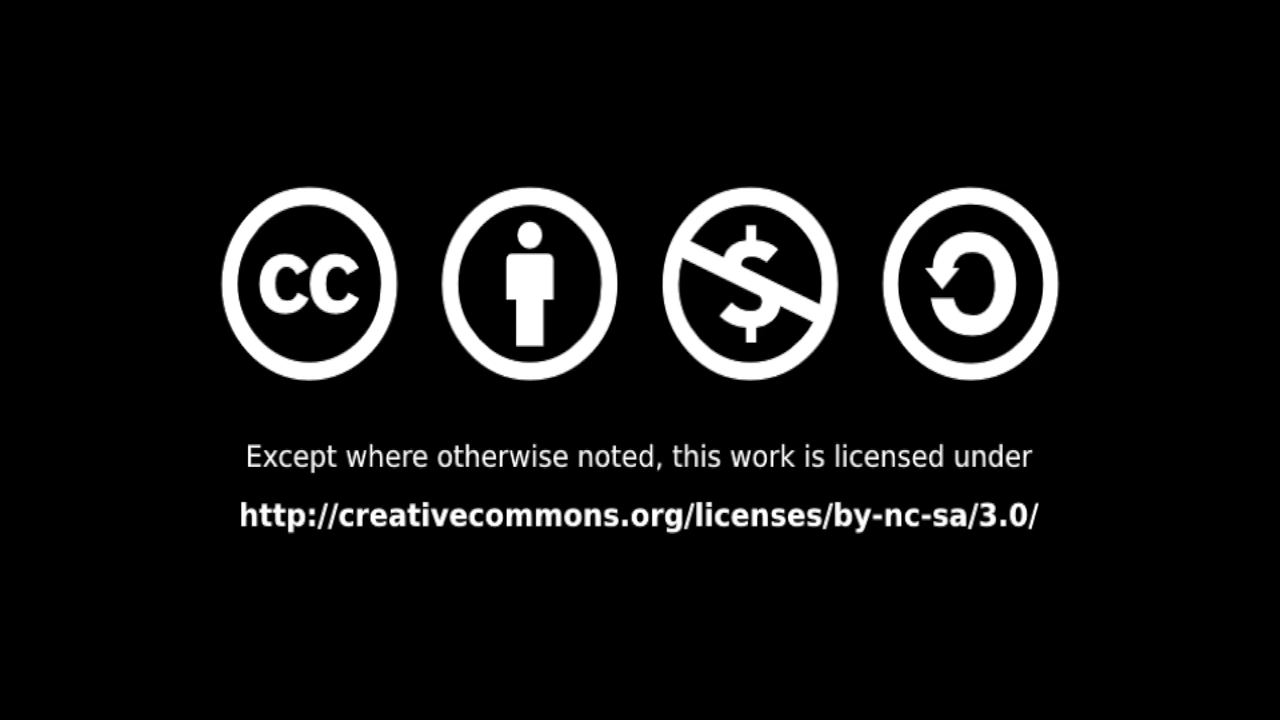 cc
Except where otherwise noted, this work is licensed under
http://creativecommons.org/licenses/by-nc-sa/3.0/